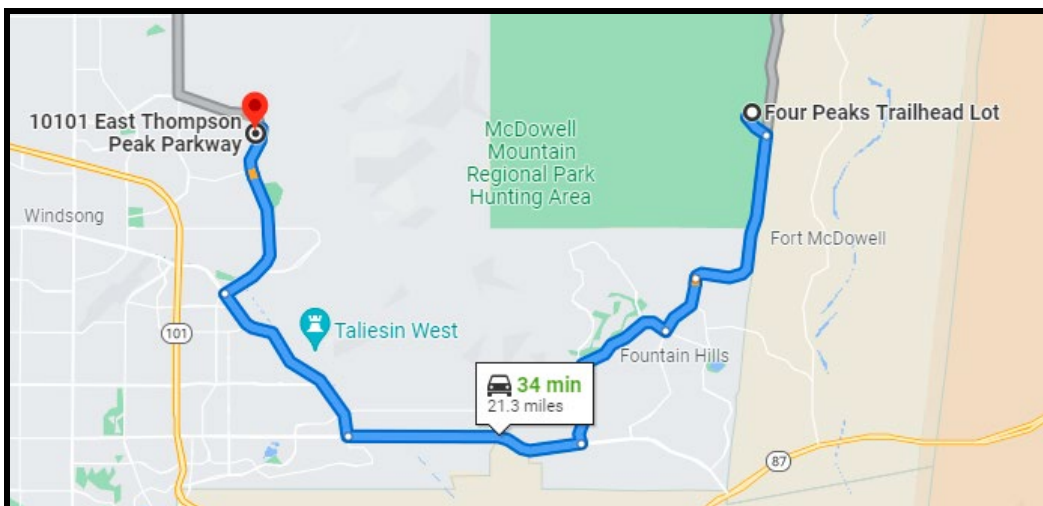 10101 East Thompson
Peak Parkway
Four Peaks Trailhead Lot
McDowell
Mountain
Regional Park
Hunting Area
Windsong
Fort McDowell
101
Taliesin West
Fountain Hills
34 min
21.3 miles
87